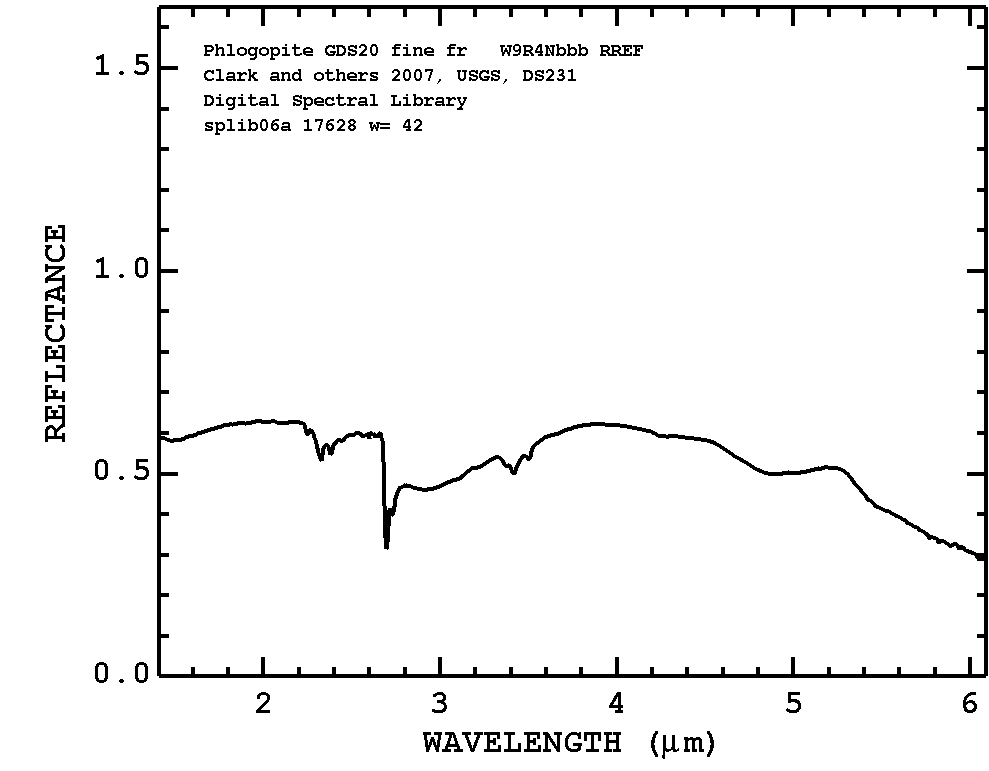 Phlogopite GDS20 fine fr W9R4Nbbb RREF
Clark and others 2007, USGS, DS231
Digital Spectral Library
splib06a 17628 w= 42
1.5
1.0
0.5
0.0
REFLECTANCE
2 3 4 5 6
WAVELENGTH (μm)